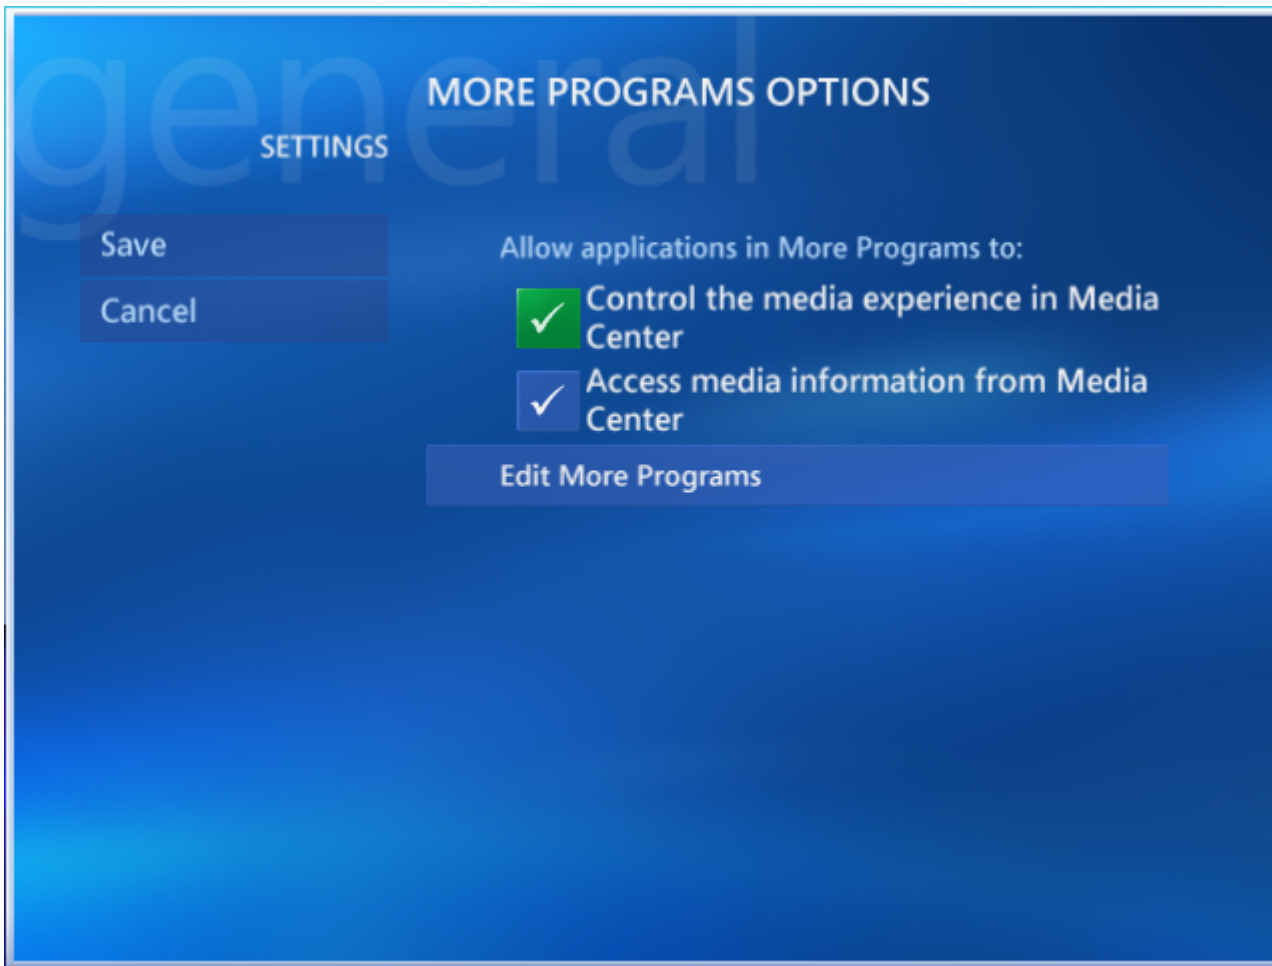 general
MORE PROGRAMS OPTIONS
SETTINGS
Save
Cancel
Allow applications in More Programs to:
Control the media experience in Media
Center
Access media information from Media
Center
Edit More Programs